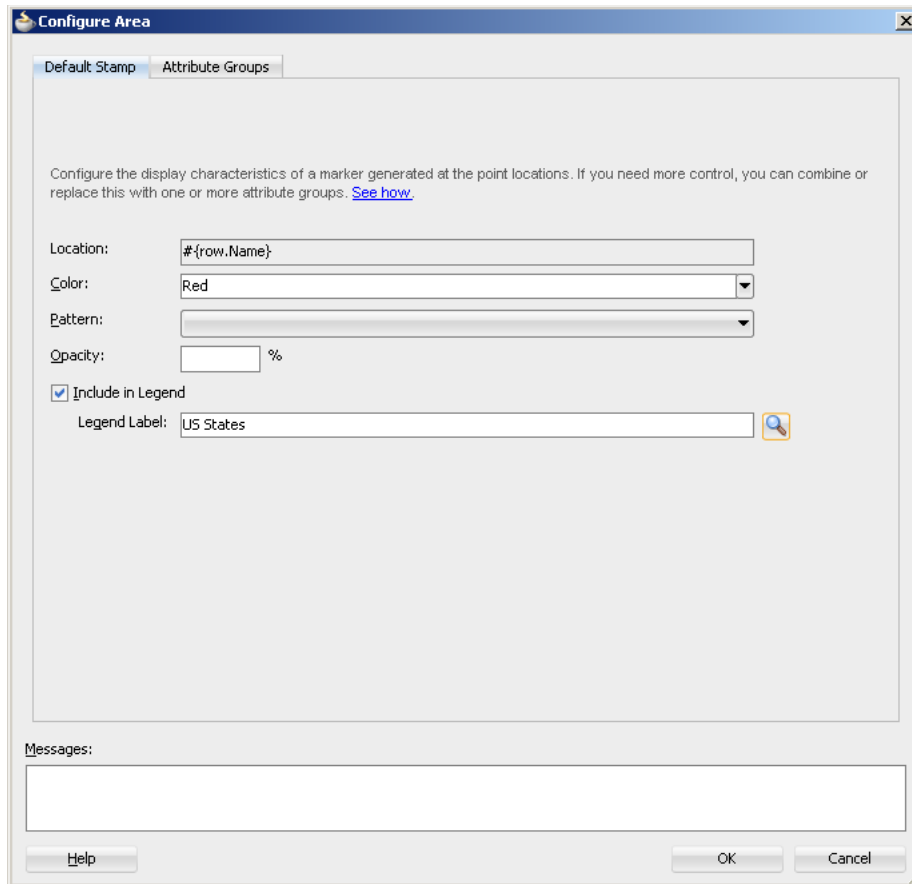 Configure Area
Default Stamp Attribute Groups
Configure the display characteristics of a marker generated at the point locations. If you need more control, you can combine or
replace this with one or more attribute groups. See how.
Location: #{row.Name}
Color: Red
Pattern:
Opacity: %
Include in Legend
Legend Label: US States
Messages:
Help OK Cancel